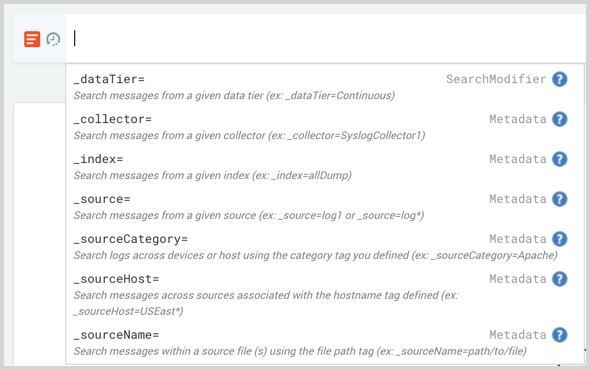 _dataTier= SearchModifier ?
Search messages from a given data tier (ex: _dataTier=Continuous)
_collector= Metadata ?
Search messages from a given collector (ex: _collector=SyslogCollector1)
_index= Metadata ?
Search messages from a given index (ex: _index=allDump)
_source= Metadata ?
Search messages from a given source (ex: _source=log1 or _source=log*)
_sourceCategory= Metadata ?
Search logs across devices or host using the category tag you defined (ex: _sourceCategory=Apache)
_sourceHost= Metadata ?
Search messages across sources associated with the hostname tag defined (ex:
_sourceHost=USEast*)
_sourceName= Metadata ?
Search messages within a source file (s) using the file path tag (ex: _sourceName=path/to/file)